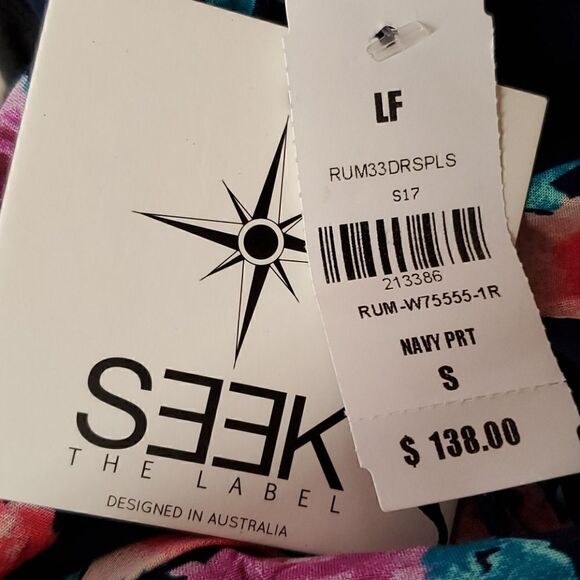 SEEK
THE LABEL
DESIGNED IN AUSTRALIA
LF
RUM33DRSPLS
S17
213386
RUM-W75555-1R
NAVY PRT
S
$ 138.00